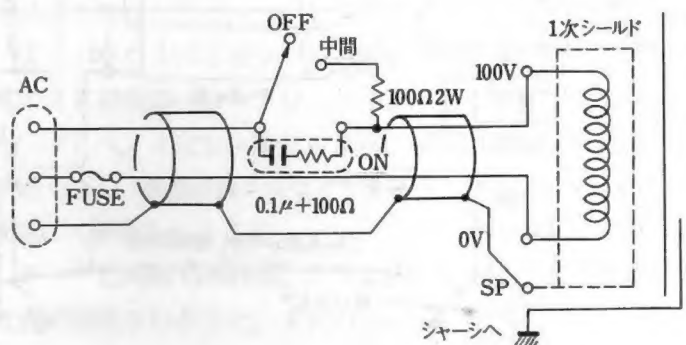 OFF
中間
1次シールド
AC
100V
100Ω2W
ON
FUSE
0.1μ+100Ω
0V
SP
シャーシへ